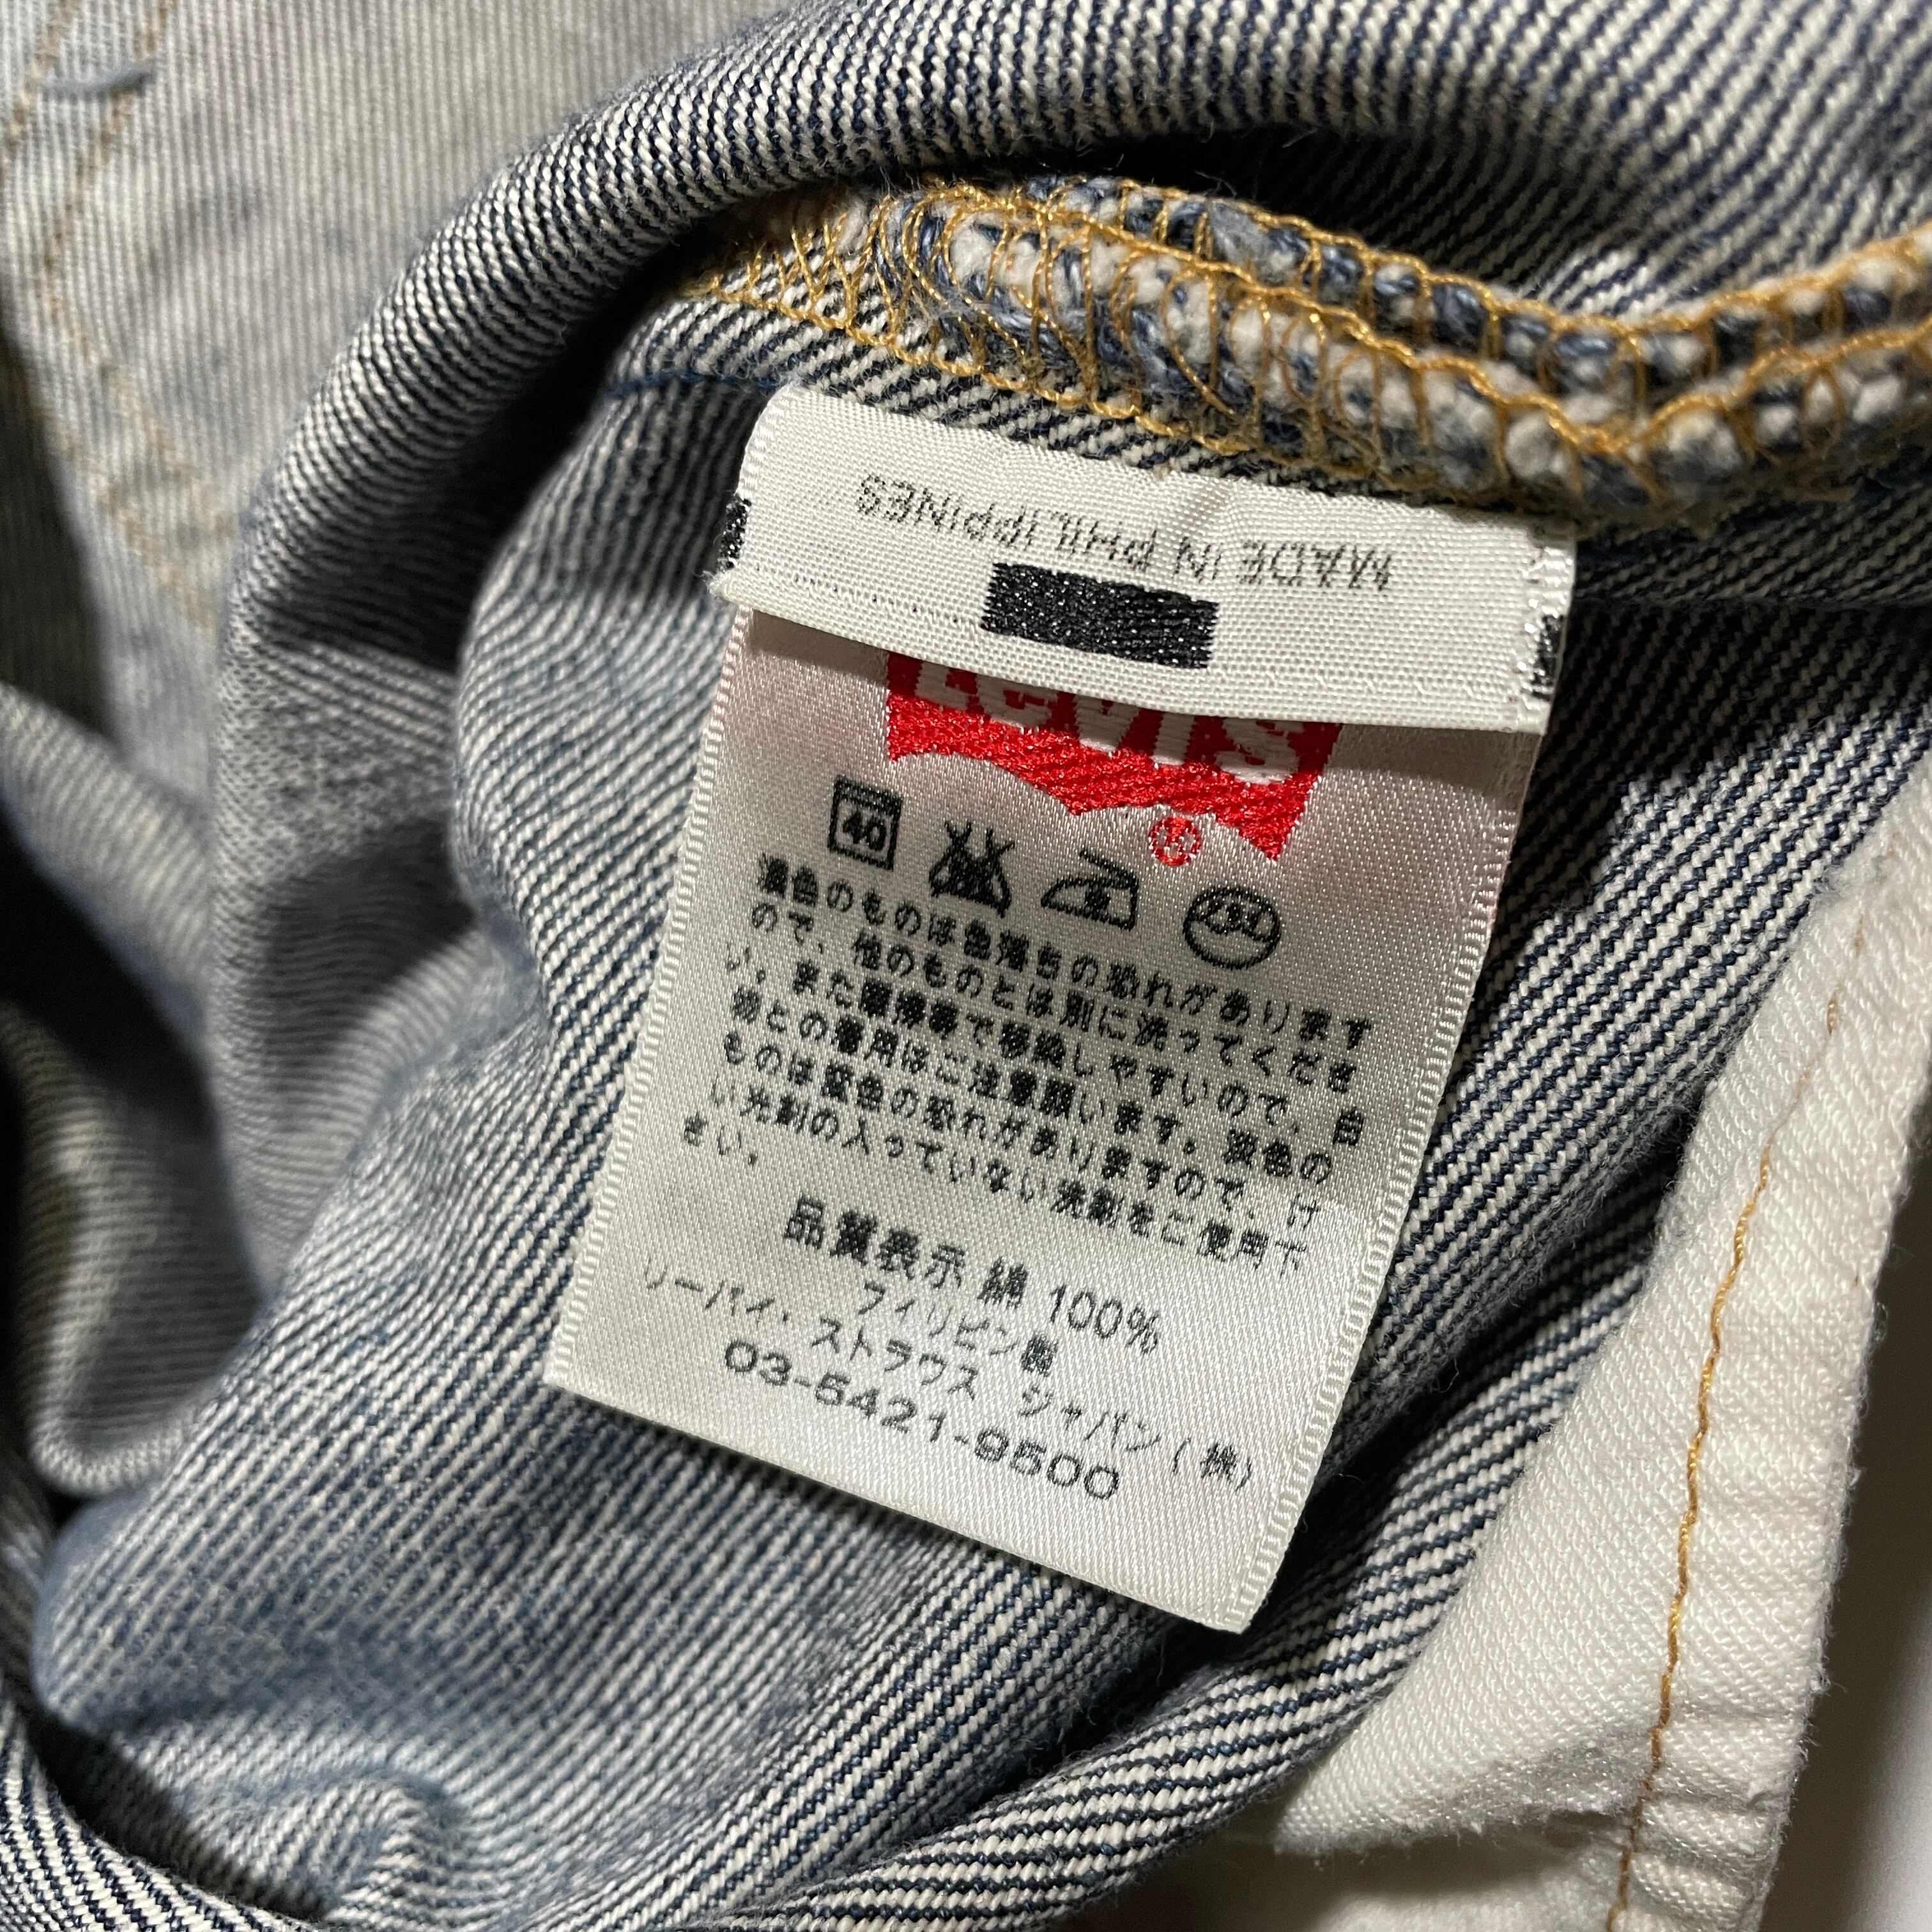 MADE IN PHILIPPINES
LEVI'S
®
40
濃色のものは色落ちの恐れがあります
ので、他のものとは別に洗ってくださ
い。また摩擦等で移染しやすいので、白
物との着用はご注意願います。淡色の
ものは変色の恐れがありますので、け
い光剤の入っていない洗剤をご使用下
さい。
品質表示 綿 100%
フィリピン製
リーバイ、ストラウス ジャパン(株)
03-5421-9500